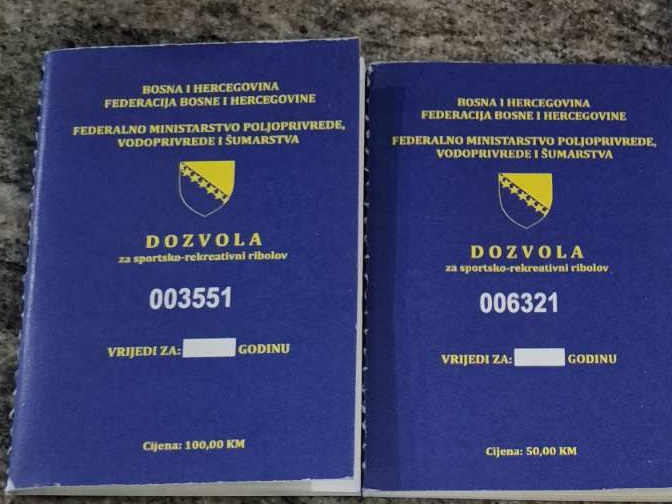 BOSNA I HERCEGOVINA
FEDERACIJA BOSNE I HERCEGOVINE
FEDERALNO MINISTARSTVO POLJOPRIVREDE,
VODOPRIVREDE I ŠUMARSTVA
DOZVOLA
za sportsko-rekreativni ribolov
003551
VRIJEDI ZA: GODINU
Cijena: 100,00 KM
BOSNA I HERCEGOVINA
FEDERACIJA BOSNE I HERCEGOVINE
FEDERALNO MINISTARSTVO POLJOPRIVREDE,
VODOPRIVREDE I ŠUMARSTVA
DOZVOLA
za sportsko-rekreativni ribolov
006321
VRIJEDI ZA: GODINU
Cijena: 50,00 KM